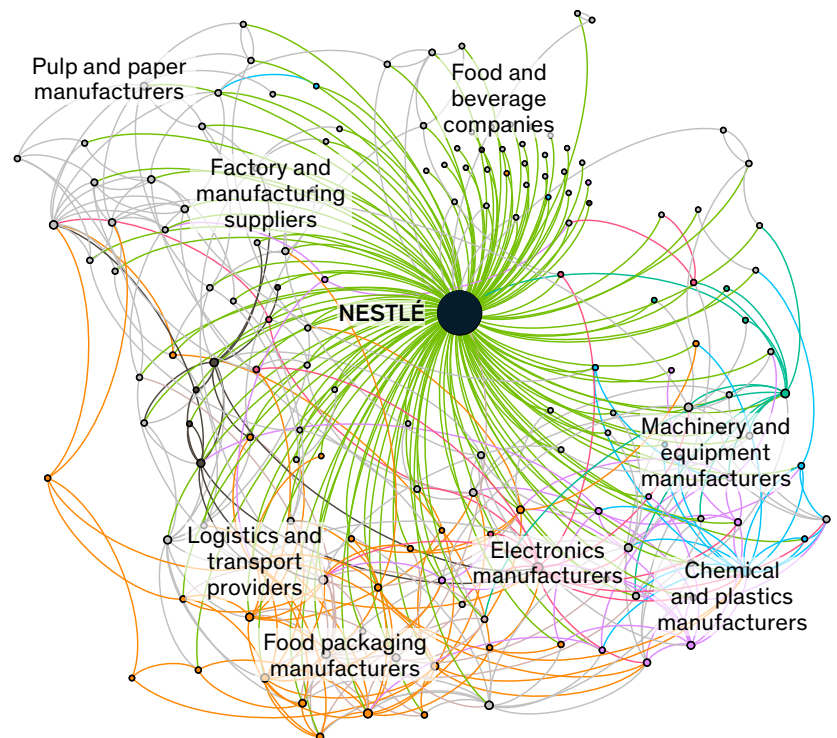 Pulp and paper
manufacturers
Food and
beverage
companies
Factory and
manufacturing
suppliers
NESTLÉ
Machinery and
equipment
manufacturers
Logistics and
transport
providers
Electronics
manufacturers
Chemical
and plastics
manufacturers
Food packaging
manufacturers